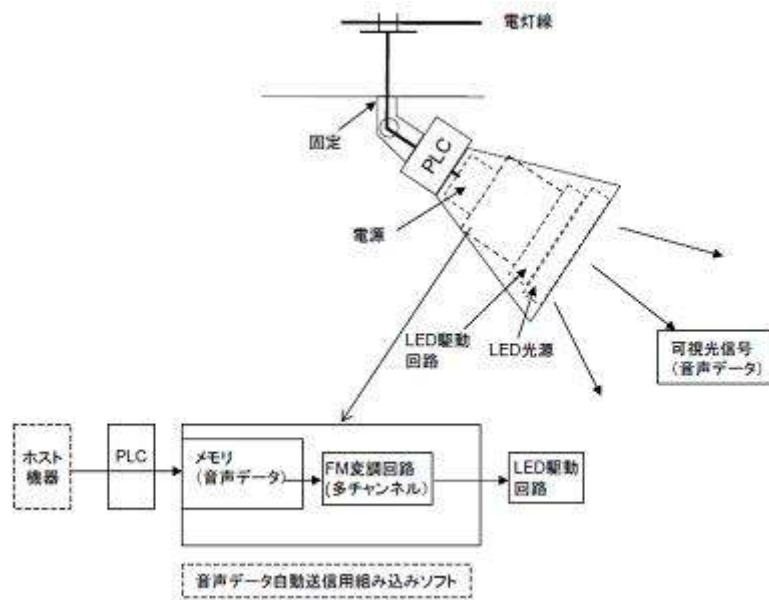 電灯線
固定
PLC
電源
LED駆動
回路
LED光源
可視光信号
(音声データ)
ホスト
機器
PLC
メモリ
(音声データ)
FM変調回路
(多チャンネル)
LED駆動
回路
音声データ自動送信用組み込みソフト